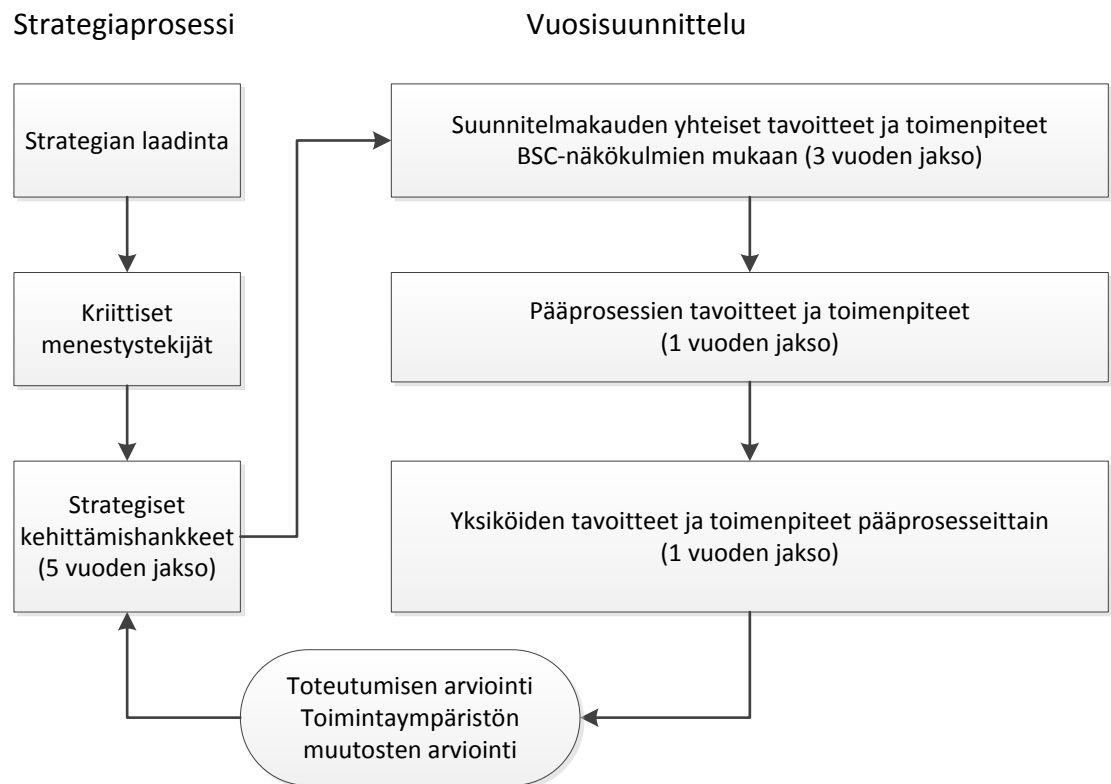 Strategiaprosessi
Vuosisuunnittelu
Strategian laadinta
Kriittiset
menestystekijät
Strategiset
kehittämishankkeet
(5 vuoden jakso)
Suunnitelmakauden yhteiset tavoitteet ja toimenpiteet
BSC-näkökulmien mukaan (3 vuoden jakso)
Pääprosessien tavoitteet ja toimenpiteet
(1 vuoden jakso)
Yksiköiden tavoitteet ja toimenpiteet pääprosesseittain
(1 vuoden jakso)
Toteutumisen arviointi
Toimintaympäristön
muutosten arviointi